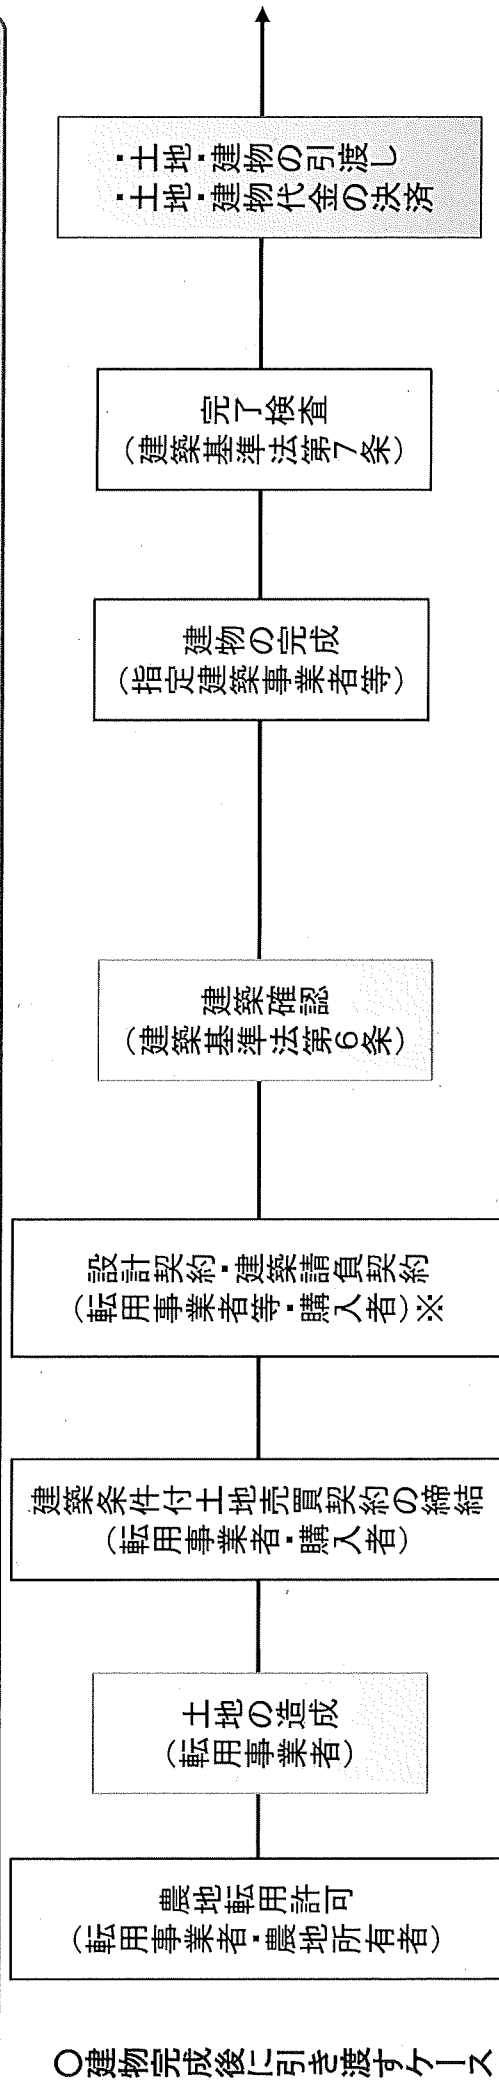 ○建物完成後に引き渡すケース
農地転用許可
（転用事業者・農地所有者）
土地の造成
（転用事業者）
建築条件付土地売買契約の締結
（転用事業者・購入者）
設計契約・建築請負契約
（転用事業者等・購入者）※
建築確認
（建築基準法第６条）
建物の完成
（指定建築事業者等）
完了検査
（建築基準法第７条）
・土地・建物の引渡し
・土地・建物代金の決済